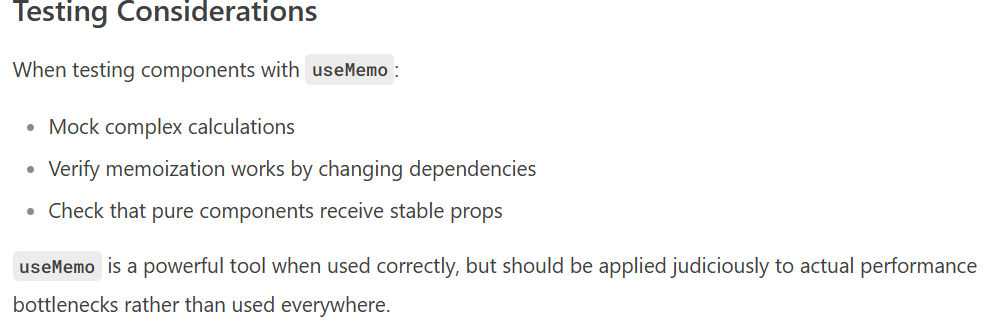 Testing Considerations
When testing components with useMemo:
Mock complex calculations
Verify memoization works by changing dependencies
Check that pure components receive stable props
useMemo is a powerful tool when used correctly, but should be applied judiciously to actual performance
bottlenecks rather than used everywhere.